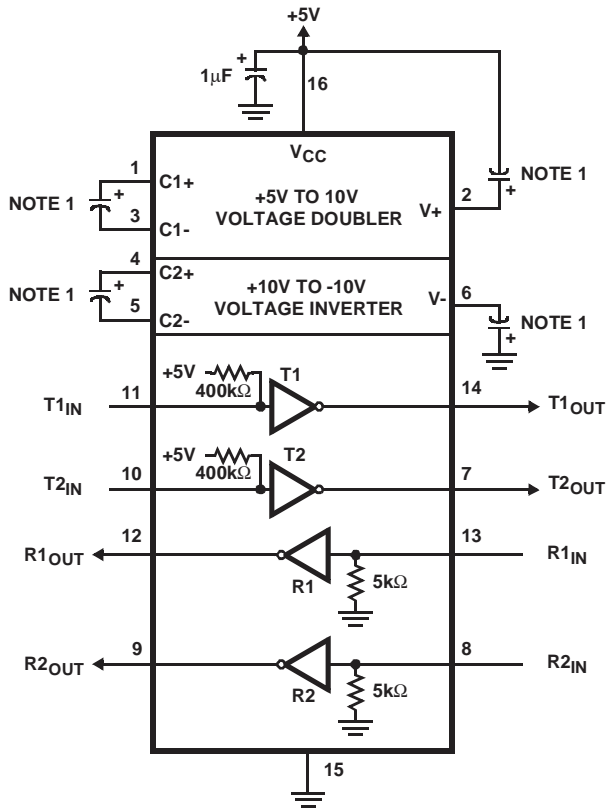 +5V
1μF
+
16
VCC
1
C1+
NOTE 1
+
3
C1-
+5V TO 10V
VOLTAGE DOUBLER
V+
2
NOTE 1
+
4
C2+
NOTE 1
+
5
C2-
+10V TO -10V
VOLTAGE INVERTER
V-
6
NOTE 1
+
T1IN
11
+5V
400kΩ
T1
14
T1OUT
T2IN
10
+5V
400kΩ
T2
7
T2OUT
R1OUT
12
R1
5kΩ
13
R1IN
R2OUT
9
R2
5kΩ
8
R2IN
15